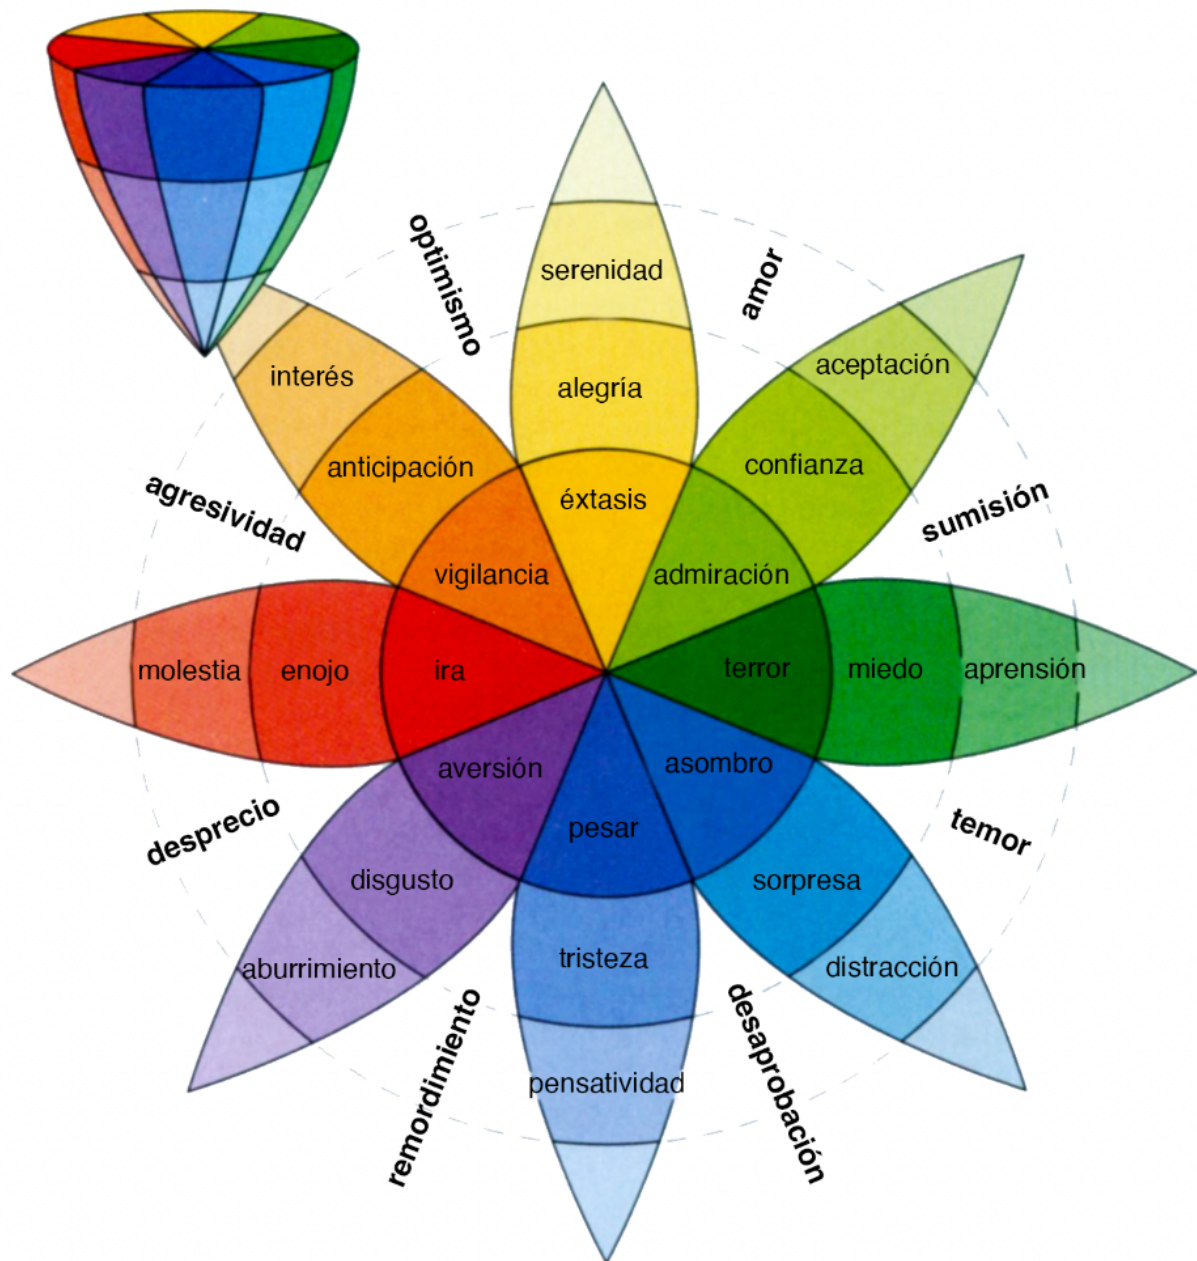 optimismo
amor
serenidad
interés
alegría
aceptación
anticipación
confianza
agresividad
éxtasis
sumisión
vigilancia
admiración
molestia
enojo
ira
terror
miedo
aprensión
aversión
asombro
desprecio
pesar
temor
disgusto
sorpresa
aburrimiento
tristeza
distracción
remordimiento
pensatividad
desaprobación